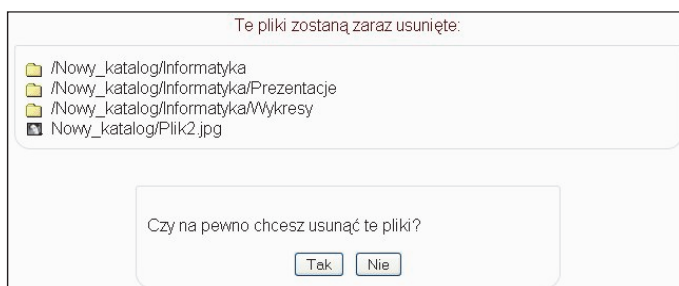 Te pliki zostaną zaraz usunięte:
/Nowy_katalog/Informatyka
/Nowy_katalog/Informatyka/Prezentacje
/Nowy_katalog/Informatyka/Wykresy
Nowy_katalog/Plik2.jpg
Czy na pewno chcesz usunąć te pliki?
Tak Nie